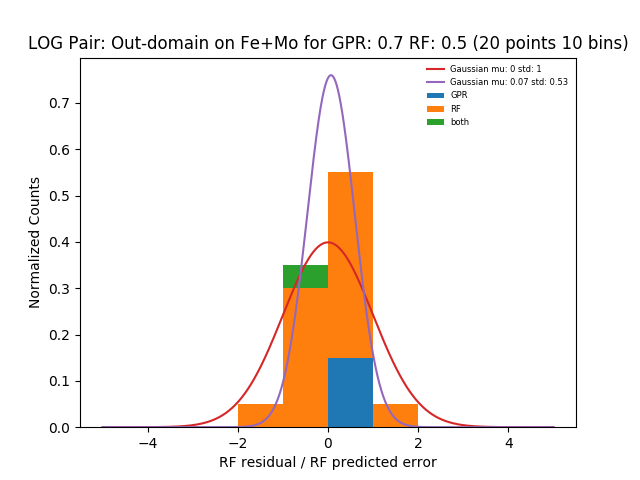 LOG Pair: Out-domain on Fe+Mo for GPR: 0.7 RF: 0.5 (20 points 10 bins)
Gaussian mu: 0 std: 1
Gaussian mu: 0.07 std: 0.53
GPR
RF
both
Normalized Counts
0.7
0.6
0.5
0.4
0.3
0.2
0.1
0.0
−4 −2 0 2 4
RF residual / RF predicted error